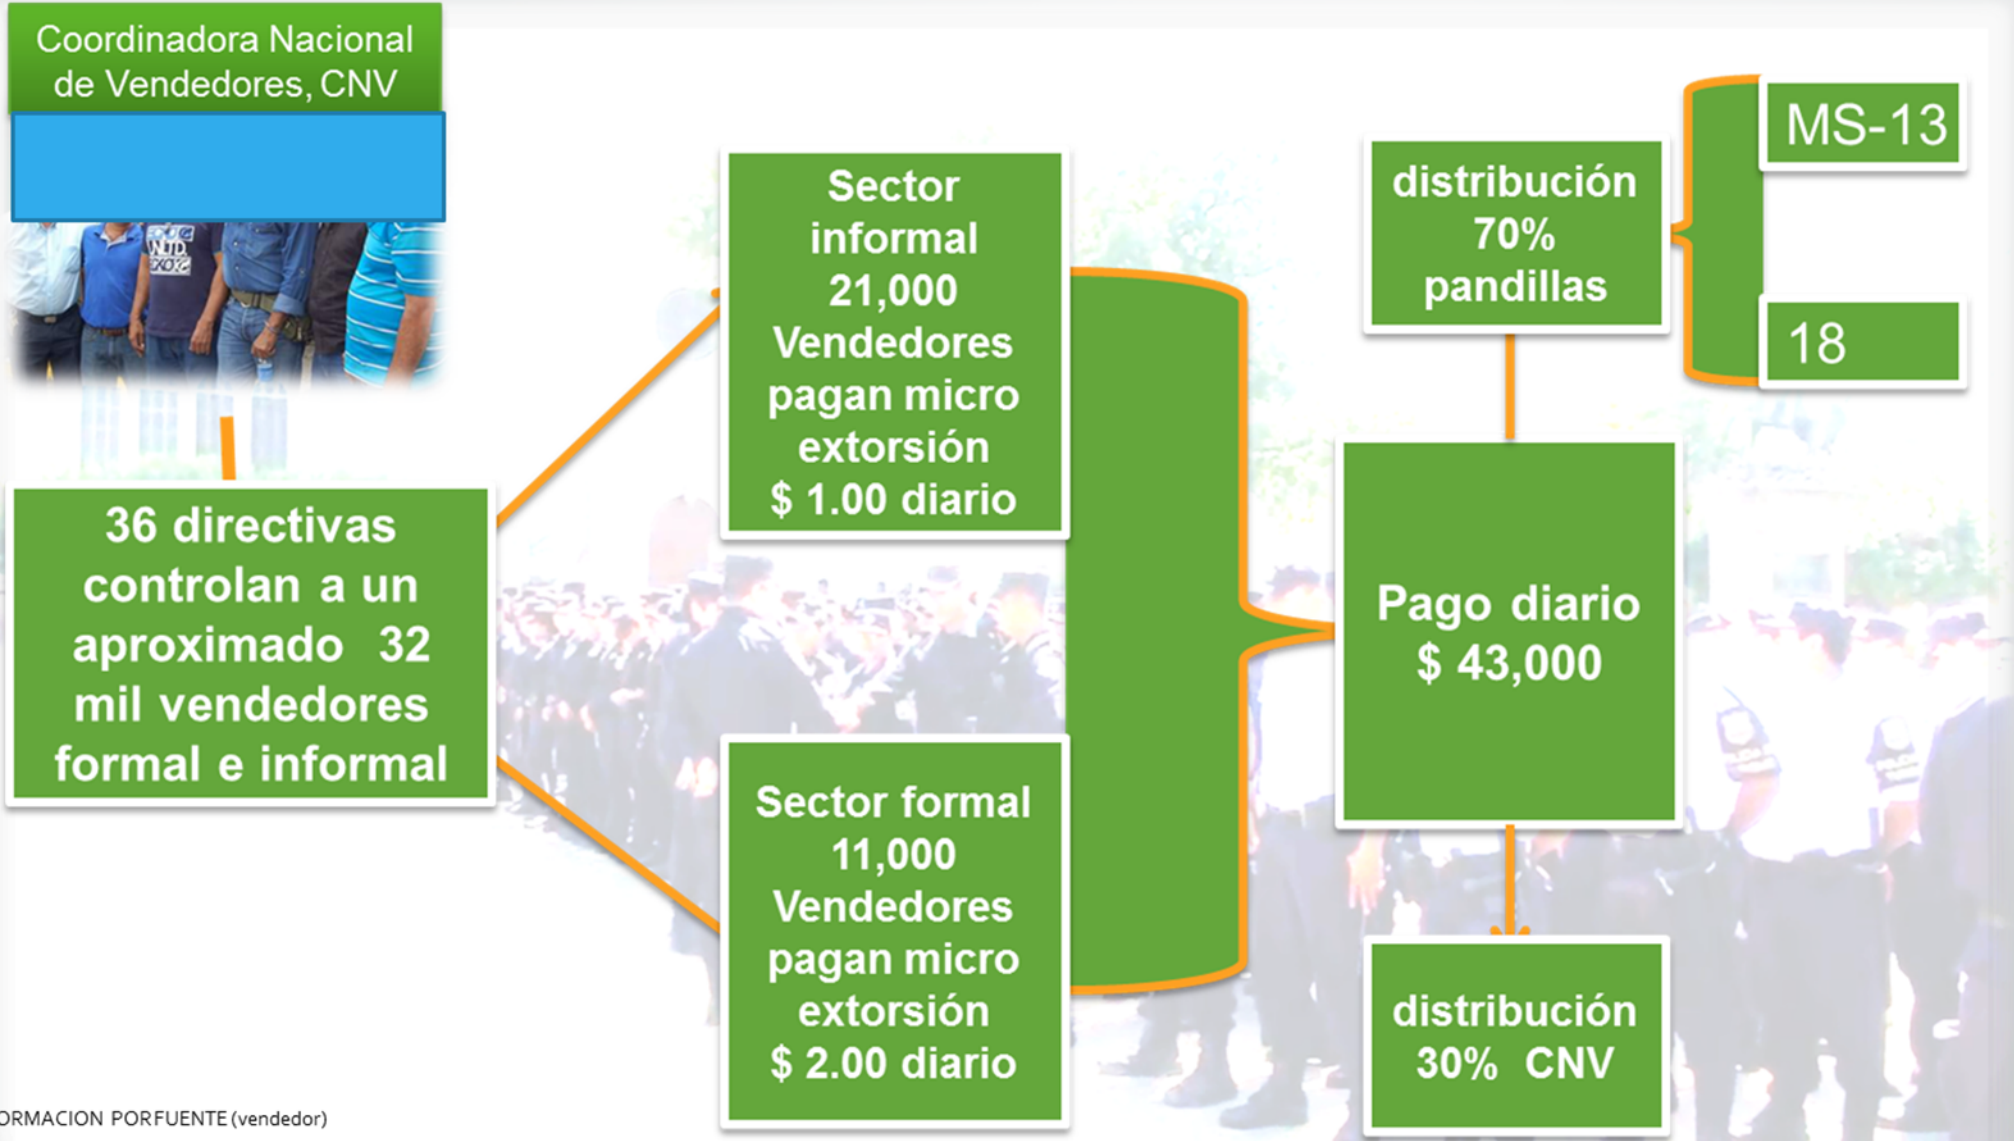 Coordinadora Nacional
de Vendedores, CNV
36 directivas
controlan a un
aproximado 32
mil vendedores
formal e informal
Sector
informal
21,000
Vendedores
pagan micro
extorsión
$ 1.00 diario
Sector formal
11,000
Vendedores
pagan micro
extorsión
$ 2.00 diario
Pago diario
$ 43,000
distribución
70%
pandillas
MS-13
18
distribución
30% CNV
ORMACION POR FUENTE (vendedor)